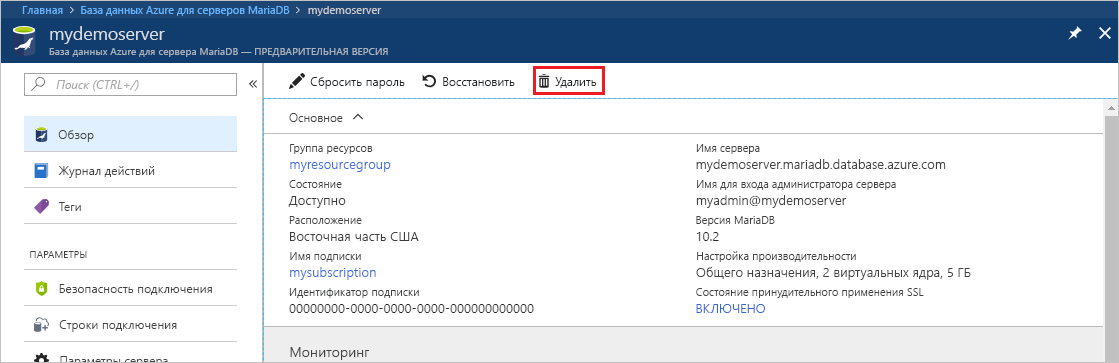 Главная > База данных Azure для серверов MariaDB > mydemoserver
mydemoserver
База данных Azure для сервера MariaDB — ПРЕДВАРИТЕЛЬНАЯ ВЕРСИЯ
Поиск (CTRL+/)
Обзор
Журнал действий
Теги
ПАРАМЕТРЫ
Безопасность подключения
Строки подключения
Параметры сервера
Сбросить пароль
Восстановить
Удалить
Основное
Группа ресурсов
myresourcegroup
Состояние
Доступно
Расположение
Восточная часть США
Имя подписки
mysubscription
Идентификатор подписки
00000000-0000-0000-0000-000000000000
Имя сервера
mydemoserver.mariadb.database.azure.com
Имя для входа администратора сервера
myadmin@mydemoserver
Версия MariaDB
10.2
Настройка производительности
Общего назначения, 2 виртуальных ядра, 5 ГБ
Состояние принудительного применения SSL
ВКЛЮЧЕНО
Мониторинг